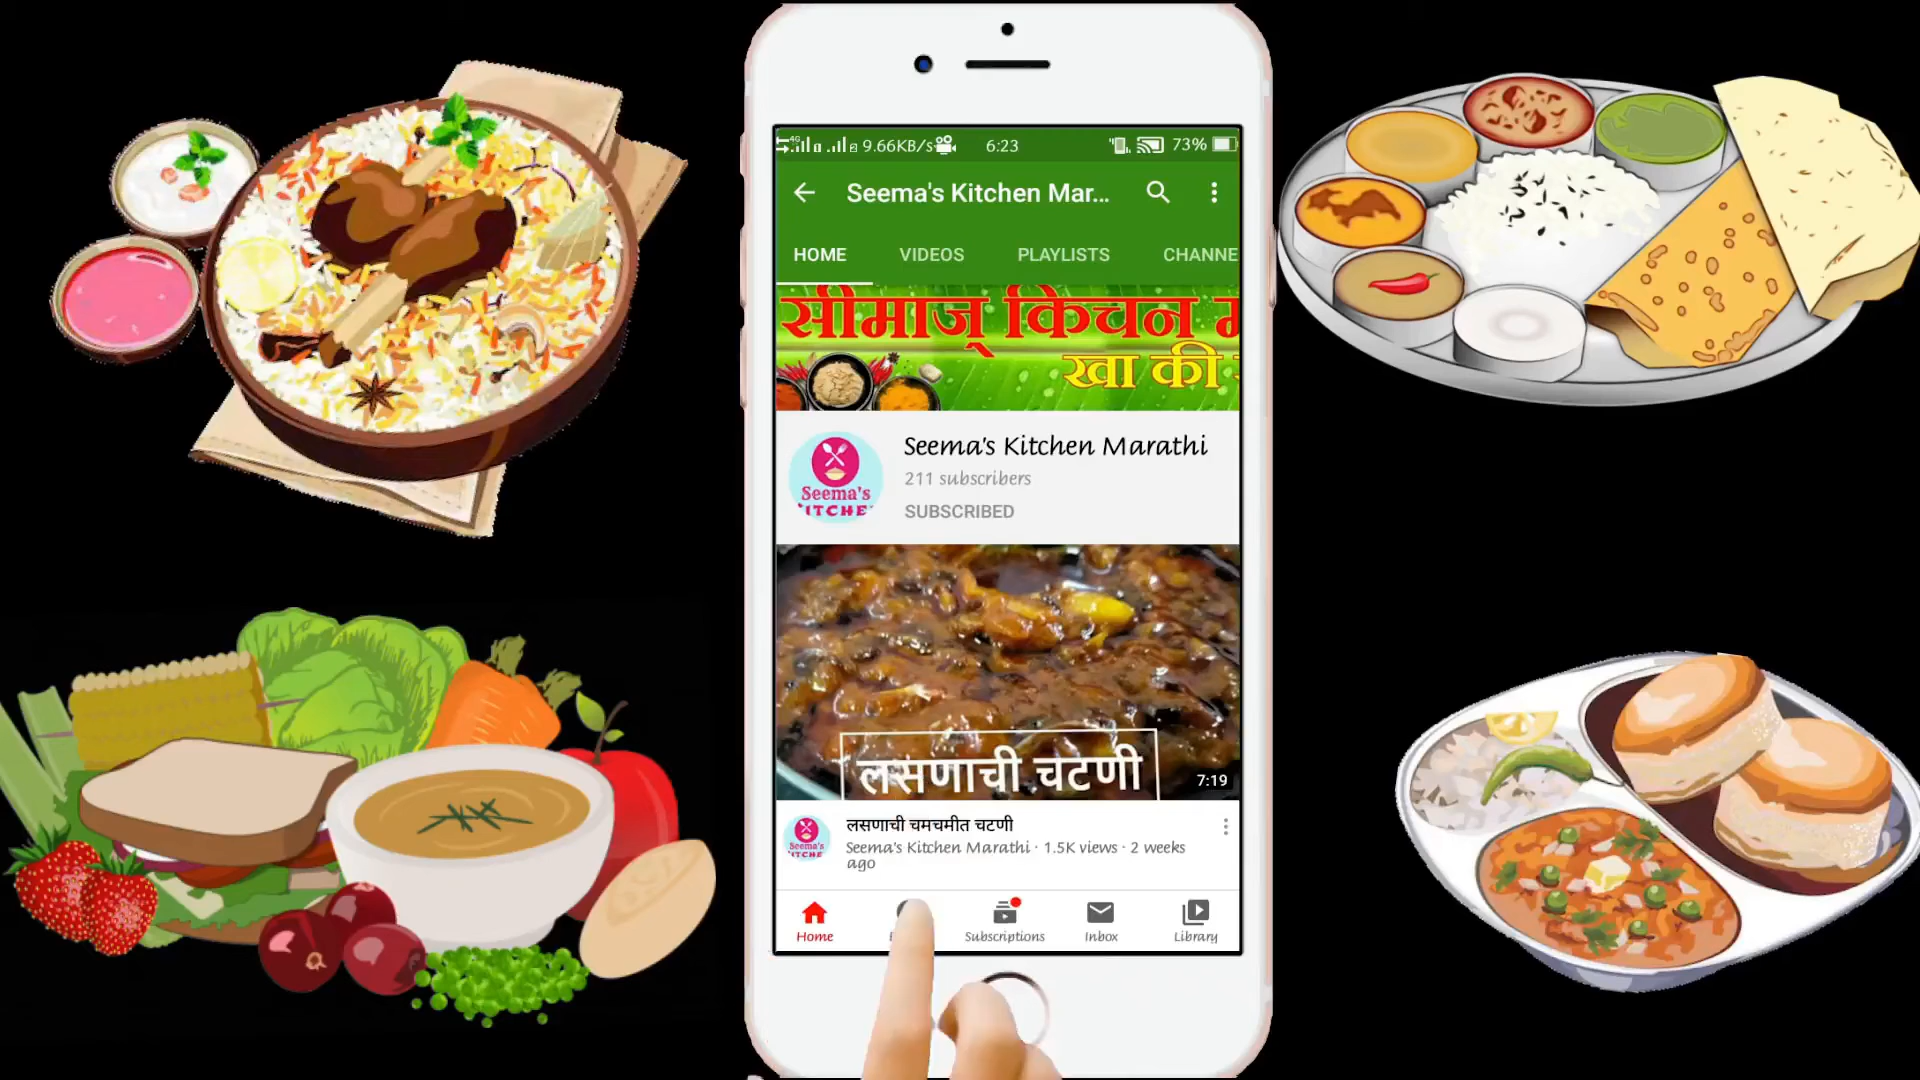 4G 9.66KB/s 6:23 73%
Seema's Kitchen Mar...
HOME VIDEOS PLAYLISTS CHANNE
सीमाज् किचन
खा की
Seema's Kitchen Marathi
211 subscribers
SUBSCRIBED
Seema's
लसणाची चटणी
7:19
लसणाची चमचमीत चटणी
Seema's Kitchen Marathi · 1.5K views · 2 weeks
ago
Seema's
Home Subscriptions Inbox Library